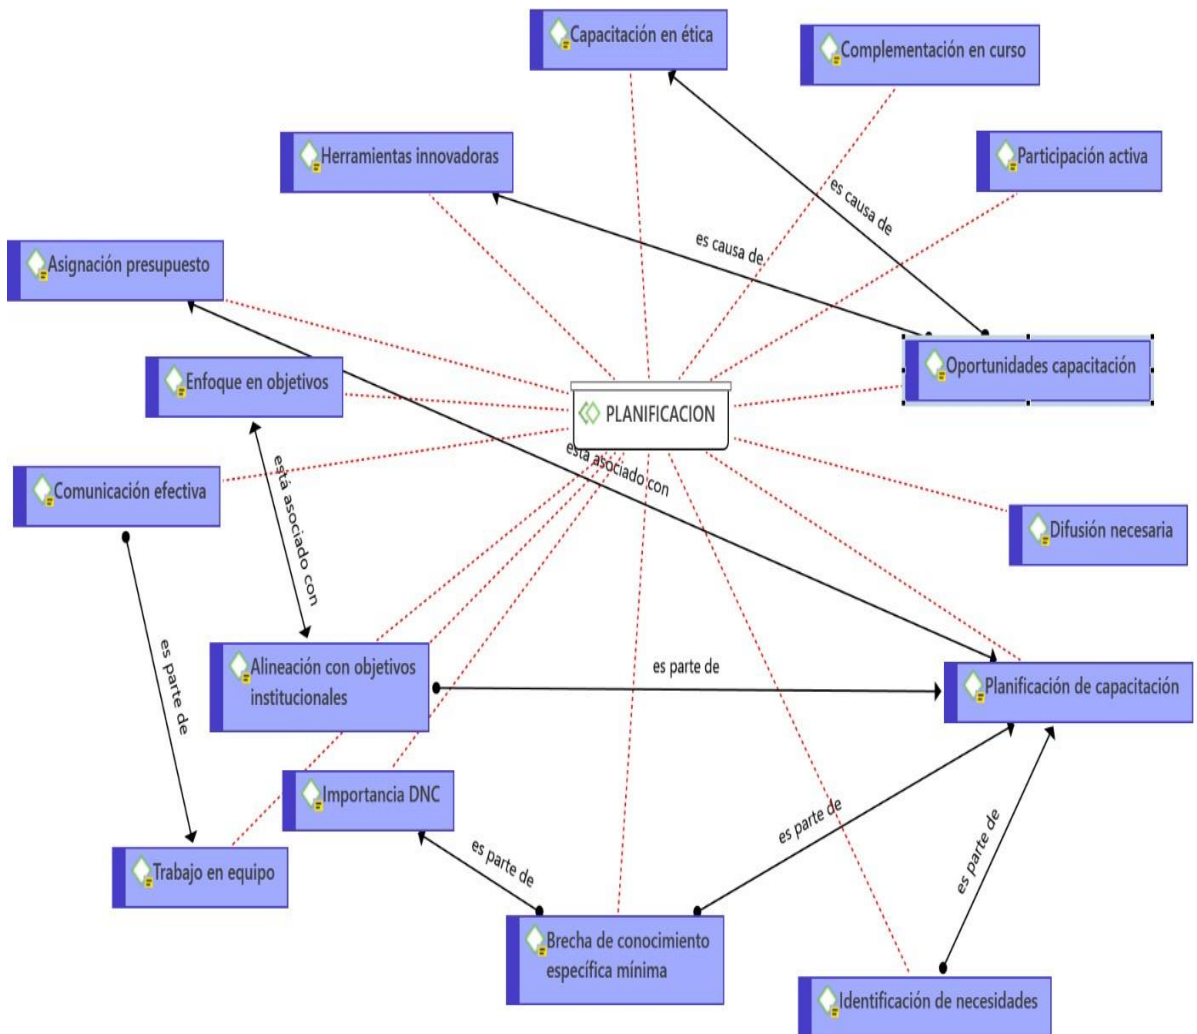 Capacitación en ética
Complementación en curso
Herramientas innovadoras
Participación activa
es causa de
es causa de
Asignación presupuesto
Oportunidades capacitación
Enfoque en objetivos
PLANIFICACION
está asociado con
está asociado con
Comunicación efectiva
Difusión necesaria
es parte de
Alineación con objetivos
institucionales
es parte de
Planificación de capacitación
Importancia DNC
es parte de
es parte de
es parte de
Trabajo en equipo
Brecha de conocimiento
específica mínima
Identificación de necesidades